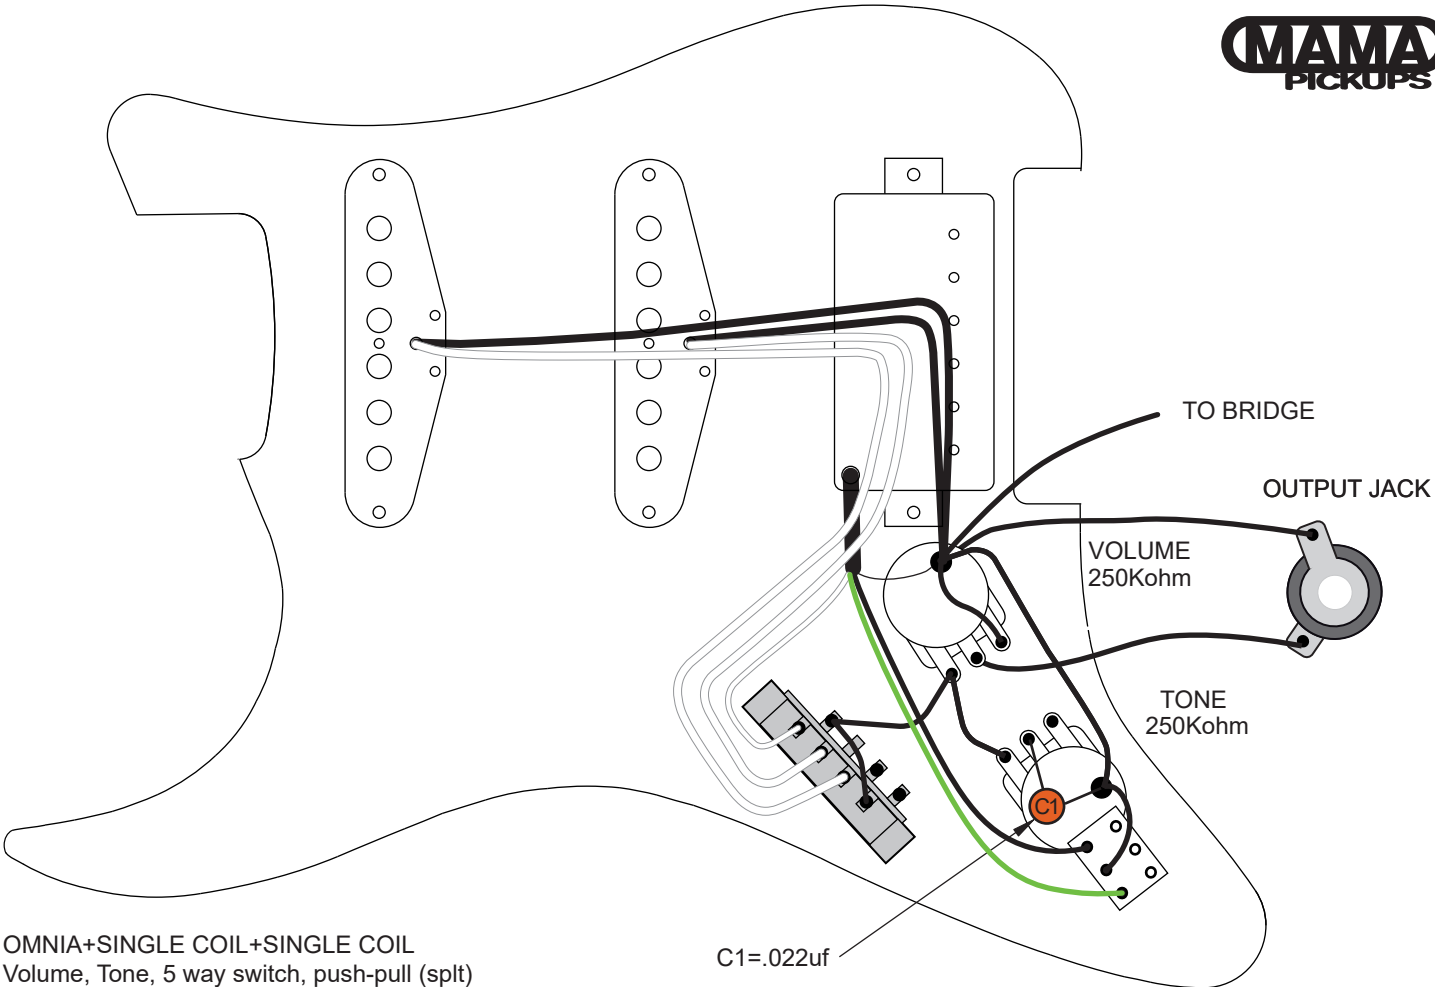 MAMA
PICKUPS
TO BRIDGE
OUTPUT JACK
VOLUME
250Kohm
TONE
250Kohm
C1
C1=.022uf
OMNIA+SINGLE COIL+SINGLE COIL
Volume, Tone, 5 way switch, push-pull (splt)